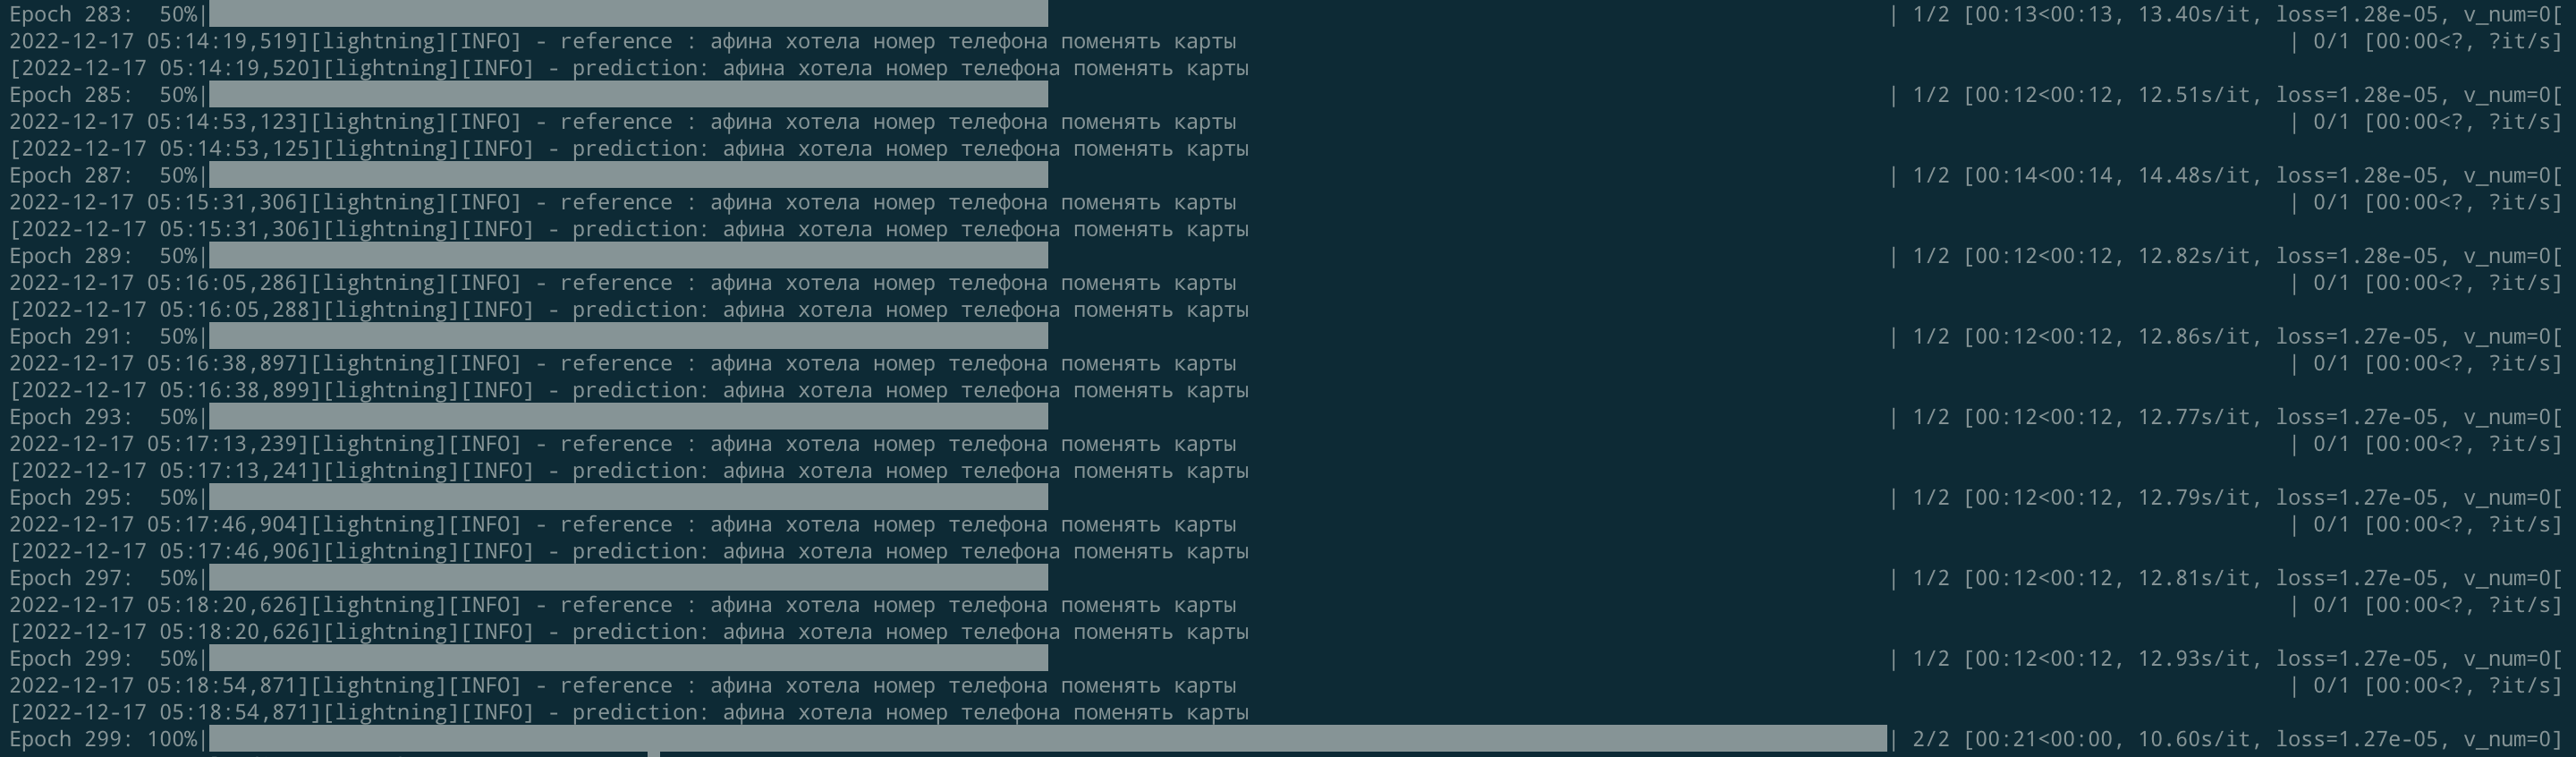 Epoch 283:  50%| | 1/2 [00:13<00:13, 13.40s/it, loss=1.28e-05, v_num=0[
2022-12-17 05:14:19,519][lightning][INFO] - reference : афина хотела номер телефона поменять карты | 0/1 [00:00<?, ?it/s]
[2022-12-17 05:14:19,520][lightning][INFO] - prediction: афина хотела номер телефона поменять карты
Epoch 285:  50%| | 1/2 [00:12<00:12, 12.51s/it, loss=1.28e-05, v_num=0[
2022-12-17 05:14:53,123][lightning][INFO] - reference : афина хотела номер телефона поменять карты | 0/1 [00:00<?, ?it/s]
[2022-12-17 05:14:53,125][lightning][INFO] - prediction: афина хотела номер телефона поменять карты
Epoch 287:  50%| | 1/2 [00:14<00:14, 14.48s/it, loss=1.28e-05, v_num=0[
2022-12-17 05:15:31,306][lightning][INFO] - reference : афина хотела номер телефона поменять карты | 0/1 [00:00<?, ?it/s]
[2022-12-17 05:15:31,306][lightning][INFO] - prediction: афина хотела номер телефона поменять карты
Epoch 289:  50%| | 1/2 [00:12<00:12, 12.82s/it, loss=1.28e-05, v_num=0[
2022-12-17 05:16:05,286][lightning][INFO] - reference : афина хотела номер телефона поменять карты | 0/1 [00:00<?, ?it/s]
[2022-12-17 05:16:05,288][lightning][INFO] - prediction: афина хотела номер телефона поменять карты
Epoch 291:  50%| | 1/2 [00:12<00:12, 12.86s/it, loss=1.27e-05, v_num=0[
2022-12-17 05:16:38,897][lightning][INFO] - reference : афина хотела номер телефона поменять карты | 0/1 [00:00<?, ?it/s]
[2022-12-17 05:16:38,899][lightning][INFO] - prediction: афина хотела номер телефона поменять карты
Epoch 293:  50%| | 1/2 [00:12<00:12, 12.77s/it, loss=1.27e-05, v_num=0[
2022-12-17 05:17:13,239][lightning][INFO] - reference : афина хотела номер телефона поменять карты | 0/1 [00:00<?, ?it/s]
[2022-12-17 05:17:13,241][lightning][INFO] - prediction: афина хотела номер телефона поменять карты
Epoch 295:  50%| | 1/2 [00:12<00:12, 12.79s/it, loss=1.27e-05, v_num=0[
2022-12-17 05:17:46,904][lightning][INFO] - reference : афина хотела номер телефона поменять карты | 0/1 [00:00<?, ?it/s]
[2022-12-17 05:17:46,906][lightning][INFO] - prediction: афина хотела номер телефона поменять карты
Epoch 297:  50%| | 1/2 [00:12<00:12, 12.81s/it, loss=1.27e-05, v_num=0[
2022-12-17 05:18:20,626][lightning][INFO] - reference : афина хотела номер телефона поменять карты | 0/1 [00:00<?, ?it/s]
[2022-12-17 05:18:20,626][lightning][INFO] - prediction: афина хотела номер телефона поменять карты
Epoch 299:  50%| | 1/2 [00:12<00:12, 12.93s/it, loss=1.27e-05, v_num=0[
2022-12-17 05:18:54,871][lightning][INFO] - reference : афина хотела номер телефона поменять карты | 0/1 [00:00<?, ?it/s]
[2022-12-17 05:18:54,871][lightning][INFO] - prediction: афина хотела номер телефона поменять карты
Epoch 299: 100%| | 2/2 [00:21<00:00, 10.60s/it, loss=1.27e-05, v_num=0]